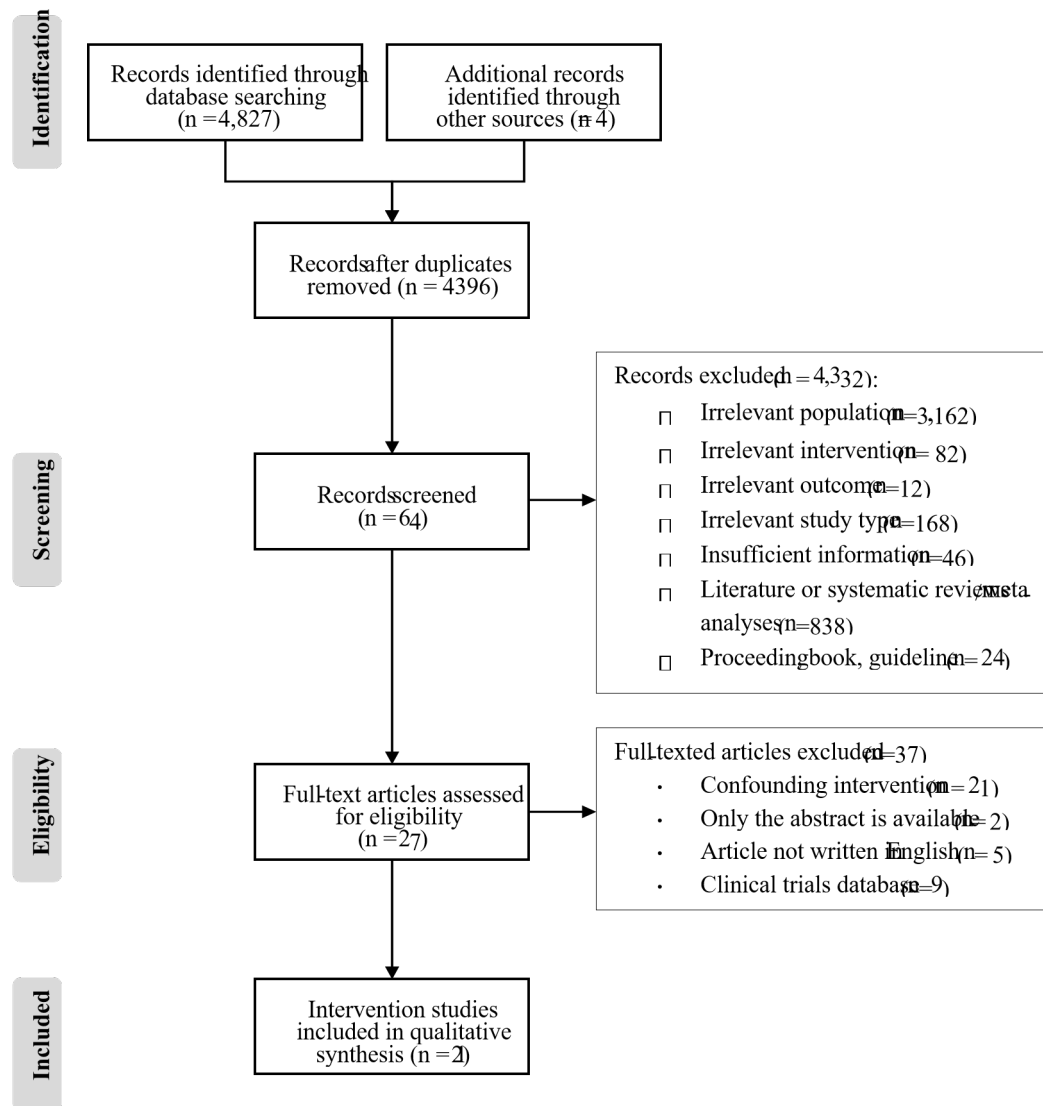 Identification
Records identified through
database searching
(n = 4,827)
Additional records
identified through
other sources (n = 4)
Records after duplicates
removed (n = 4396)
Screening
Records screened
(n = 64)
Records excluded (n = 4,332):
Irrelevant population (n = 3,162)
Irrelevant intervention (n = 82)
Irrelevant outcome (n = 12)
Irrelevant study type (n = 168)
Insufficient information (n = 46)
Literature or systematic reviews/meta-
analyses (n = 838)
Proceeding book, guideline (n = 24)
Eligibility
Full-text articles assessed
for eligibility
(n = 27)
Full-texted articles excluded (n = 37)
· Confounding intervention (n = 21)
· Only the abstract is available (n = 2)
· Article not written in English (n = 5)
· Clinical trials database (n = 9)
Included
Intervention studies
included in qualitative
synthesis (n = 21)